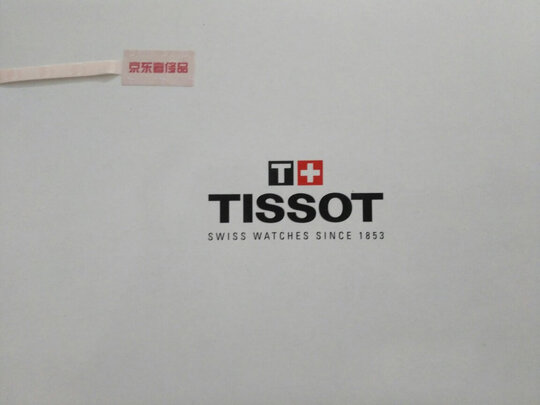 京东奢侈品
T+
TISSOT
SWISS WATCHES SINCE 1853